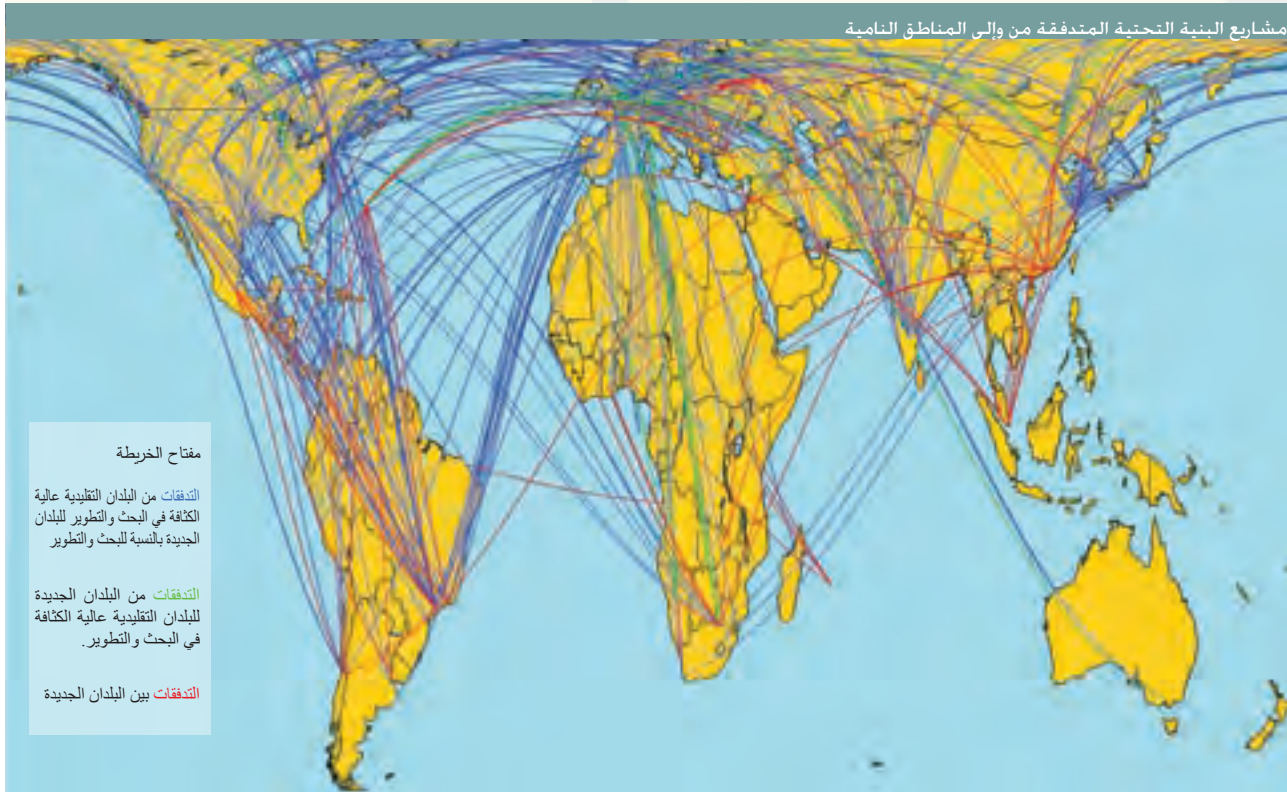 مشاريع البنية التحتية المتدفقة من وإلى المناطق النامية
مفتاح الخريطة
التدفقات من البلدان التقليدية عالية
الكثافة في البحث والتطوير للبلدان
الجديدة بالنسبة للبحث والتطوير
التدفقات من البلدان الجديدة
للبلدان التقليدية عالية الكثافة
في البحث والتطوير.
التدفقات بين البلدان الجديدة